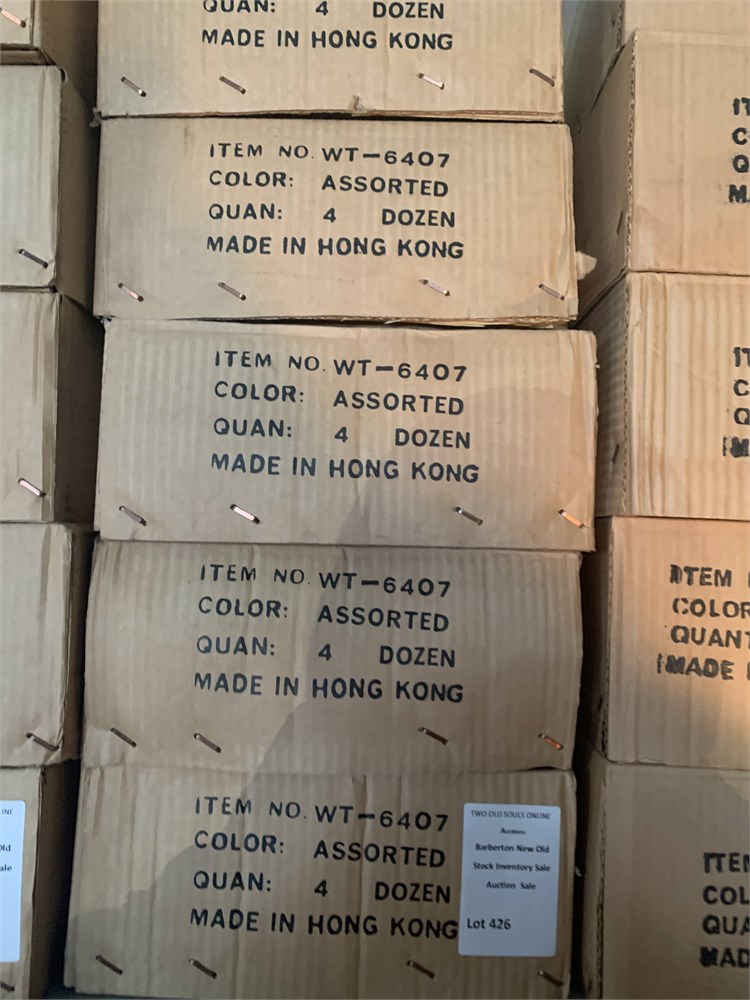 QUAN: 4 DOZEN
MADE IN HONG KONG
ITEM NO. WT-6407
COLOR: ASSORTED
QUAN: 4 DOZEN
MADE IN HONG KONG
ITEM NO. WT-6407
COLOR: ASSORTED
QUAN: 4 DOZEN
MADE IN HONG KONG
ITEM NO. WT-6407
COLOR: ASSORTED
QUAN: 4 DOZEN
MADE IN HONG KONG
ITEM NO. WT-6407
COLOR: ASSORTED
QUAN: 4 DOZEN
MADE IN HONG KONG
TWO OLD SOULS ONLINE
Auctions
Barberton New Old
Stock Inventory Sale
Auction Sale
Lot 426
ITEM
COLOR
QUANT
MADE
ITEM
COL
QUA
MAD